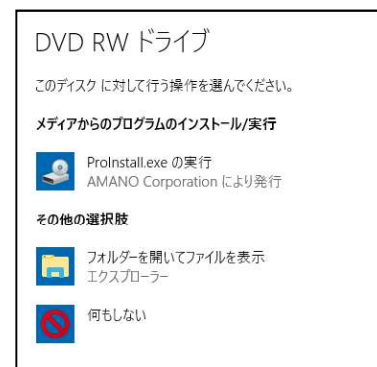 DVD RW ドライブ
このディスク に対して行う操作を選んでください。
メディアからのプログラムのインストール/実行
ProInstall.exe の実行
AMANO Corporation により発行
その他の選択肢
フォルダーを開いてファイルを表示
エクスプローラー
何もしない